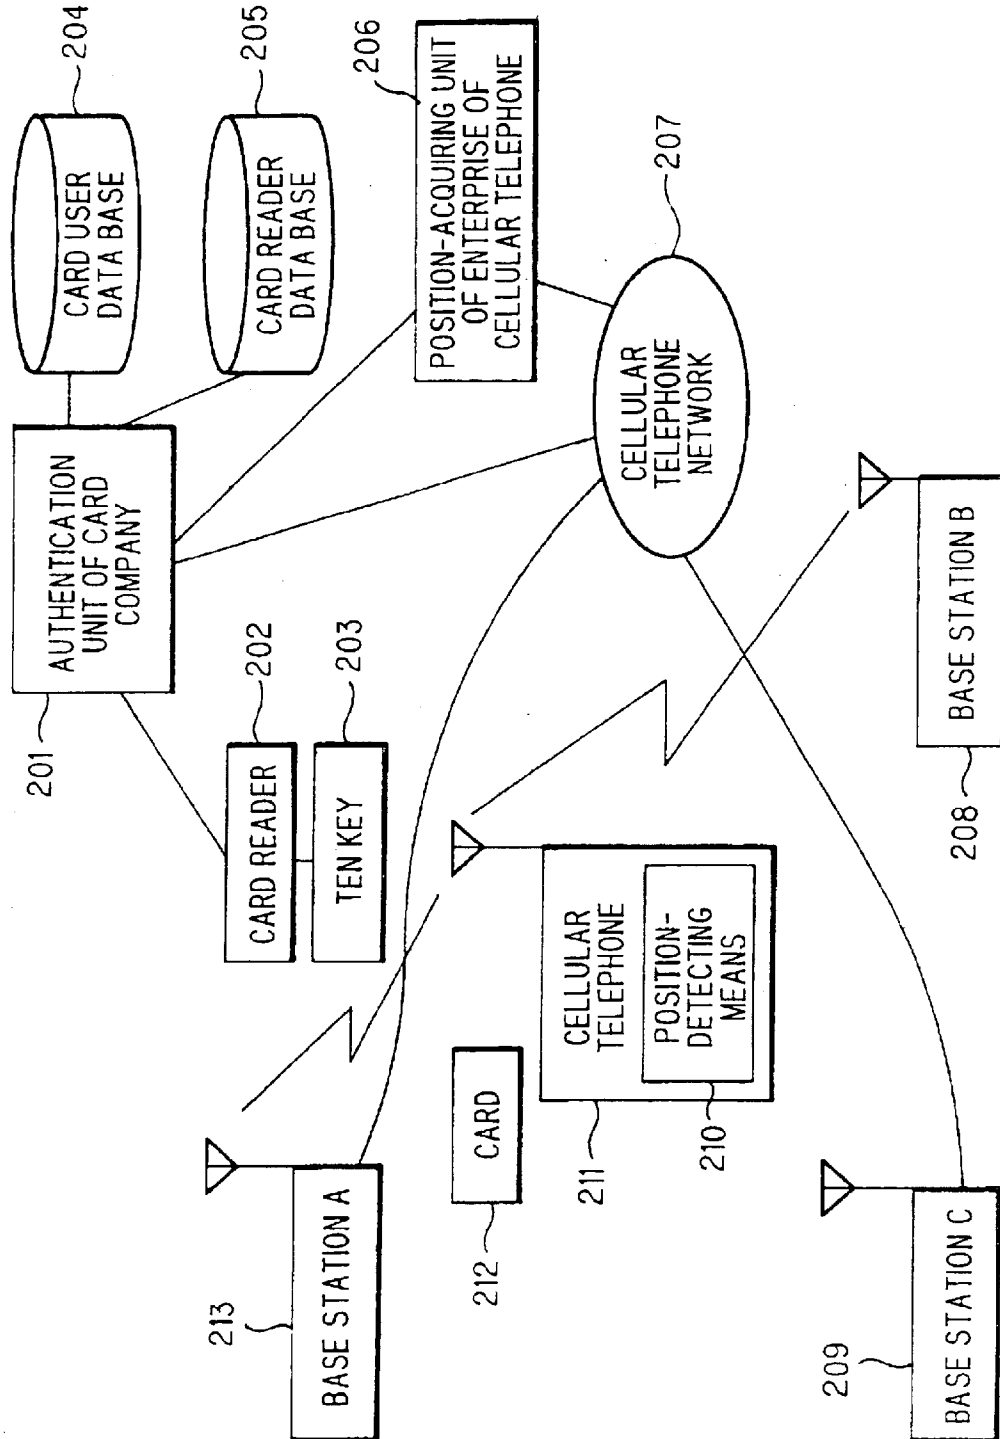 204
CARD USER
DATA BASE
205
CARD READER
DATA BASE
206
POSITION-ACQUIRING UNIT
OF ENTERPRISE OF
CELLULAR TELEPHONE
207
CELLULAR
TELEPHONE
NETWORK
201
AUTHENTICATION
UNIT OF CARD
COMPANY
202
CARD READER
203
TEN KEY
BASE STATION B
208
CELLULAR
TELEPHONE
POSITION-
DETECTING
MEANS
211
210
CARD
212
213
BASE STATION A
209
BASE STATION C